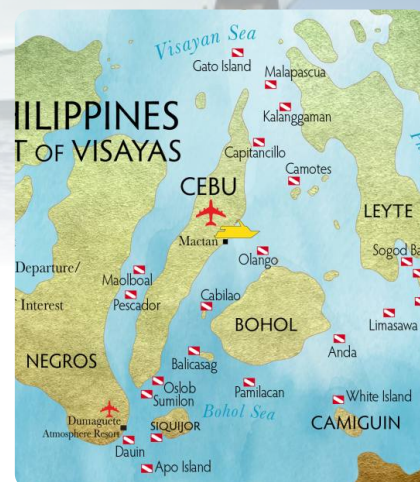 Visayan Sea
Gato Island
Malapascua
Kalanggaman
HILIPPINES
T OF VISAYAS
Capitancillo
Camotes
CEBU
LEYTE
Mactan
Olango
Sogod Ba
Departure/
Maolboal
Interest
Pescador
Cabilao
BOHOL
Limasawa
Anda
NEGROS
Balicasag
Oslob
Sumilon
Pamilacan
White Island
Bohol Sea
Dumaguete
Atmosphere Resort
SIQUIJOR
CAMIGUIN
Dauin
Apo Island